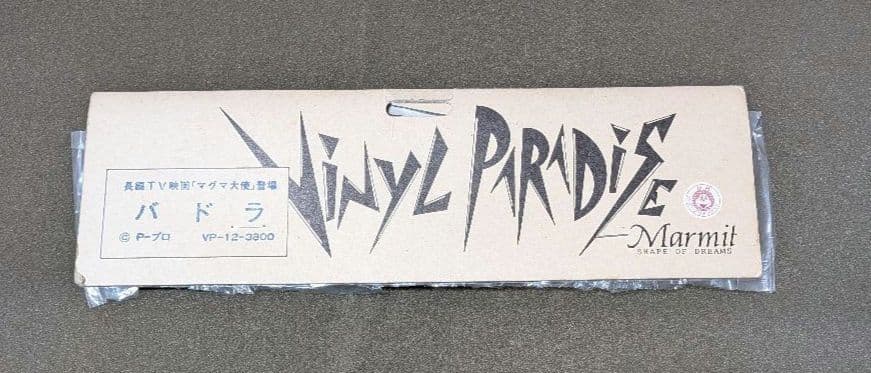 VINYL PARADISE
Marmit
SHAPE OF DREAMS
長編TV映画「マグマ大使」登場
バドラ
© P-プロ VP-12-3800